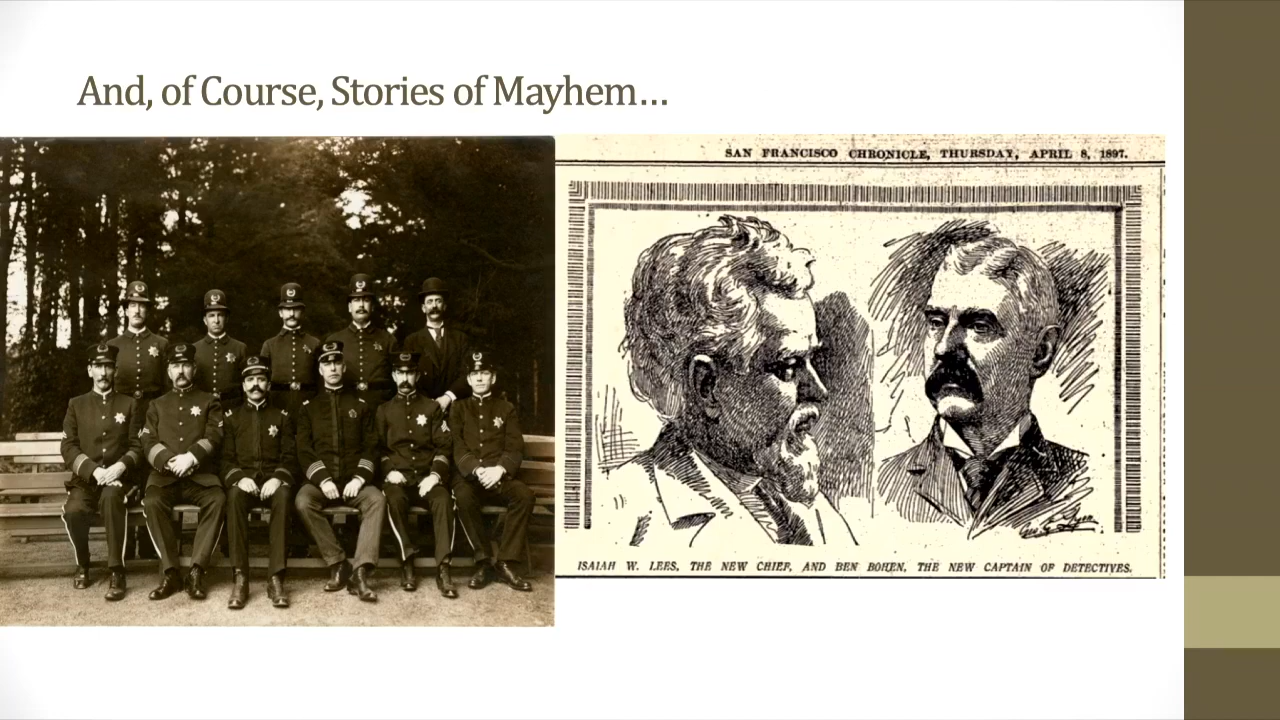 And, of Course, Stories of Mayhem…
SAN FRANCISCO CHRONICLE, THURSDAY, APRIL 8, 1897.
ISAIAH W. LEES, THE NEW CHIEF, AND BEN BOHEN, THE NEW CAPTAIN OF DETECTIVES.